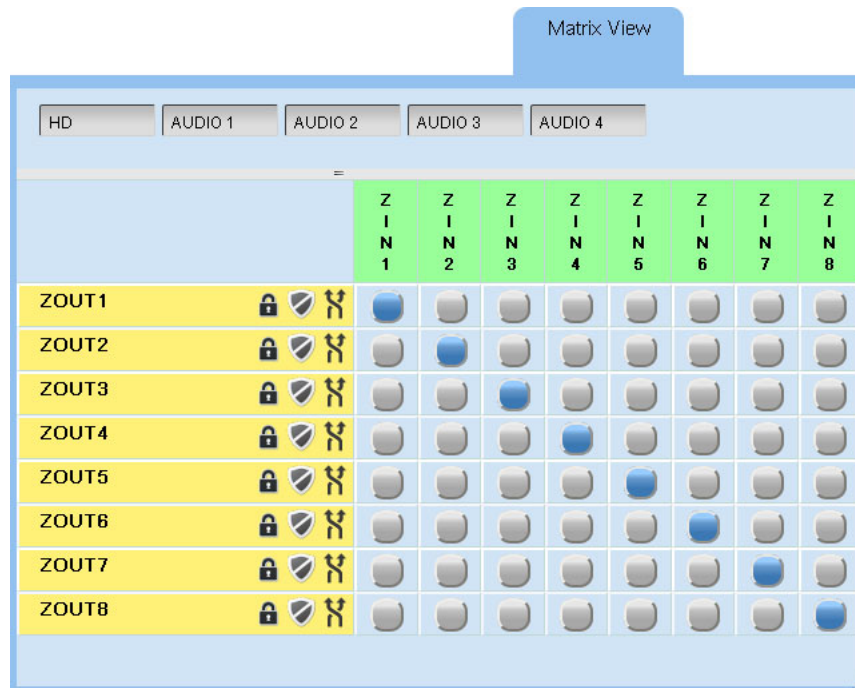 Matrix View
HD AUDIO 1 AUDIO 2 AUDIO 3 AUDIO 4
ZIN1 ZIN2 ZIN3 ZIN4 ZIN5 ZIN6 ZIN7 ZIN8
ZOUT1
ZOUT2
ZOUT3
ZOUT4
ZOUT5
ZOUT6
ZOUT7
ZOUT8